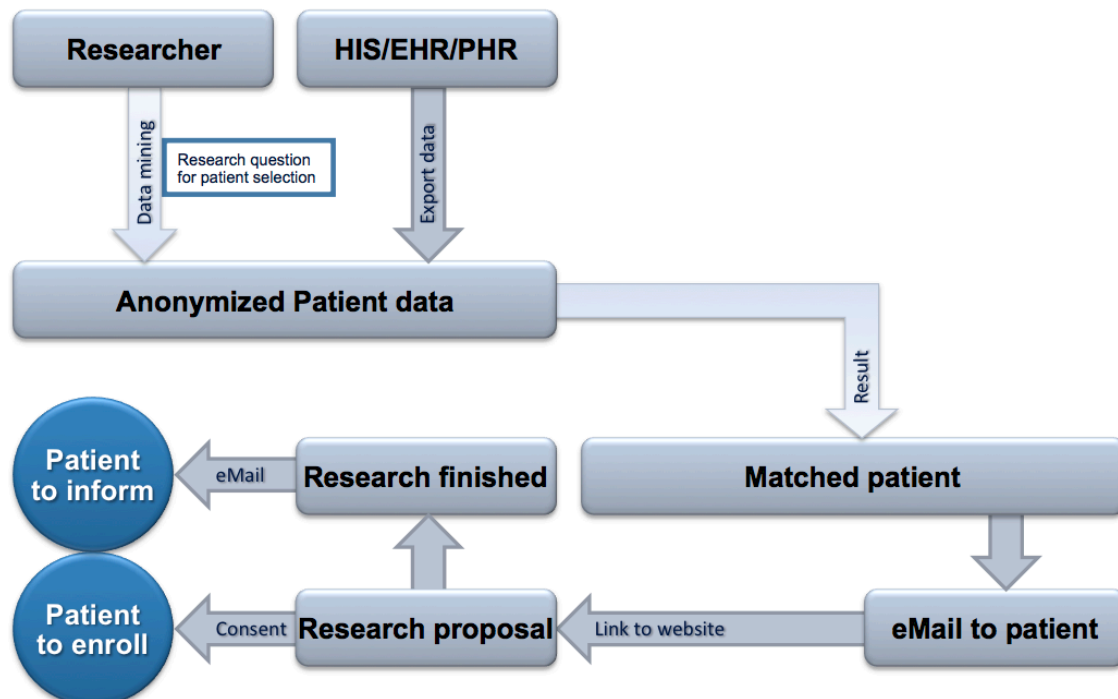 Researcher
HIS/EHR/PHR
Data mining
Research question
for patient selection
Export data
Anonymized Patient data
Result
Patient
to inform
eMail
Research finished
Matched patient
Patient
to enroll
Consent
Research proposal
Link to website
eMail to patient